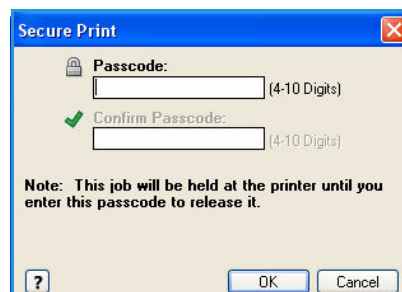 Secure Print
Passcode:
(4-10 Digits)
Confirm Passcode:
(4-10 Digits)
Note: This job will be held at the printer until you
enter this passcode to release it.
? OK Cancel